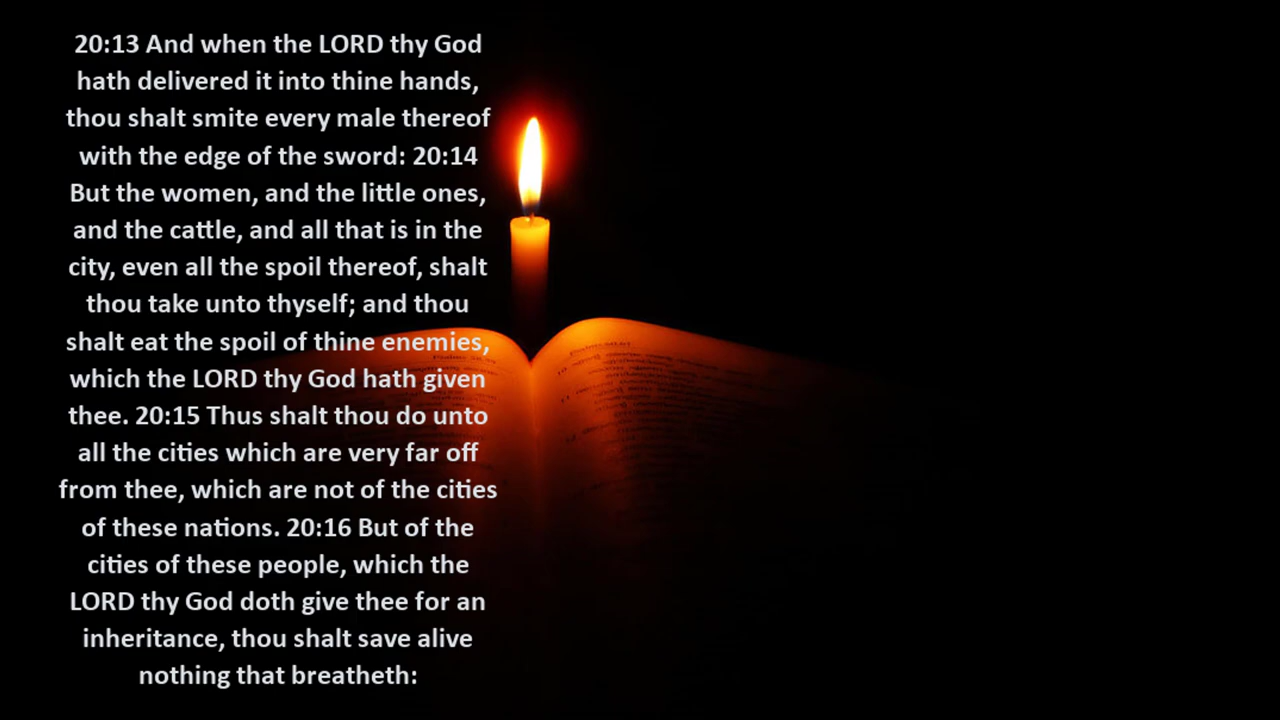 20:13 And when the LORD thy God
hath delivered it into thine hands,
thou shalt smite every male thereof
with the edge of the sword: 20:14
But the women, and the little ones,
and the cattle, and all that is in the
city, even all the spoil thereof, shalt
thou take unto thyself; and thou
shalt eat the spoil of thine enemies,
which the LORD thy God hath given
thee. 20:15 Thus shalt thou do unto
all the cities which are very far off
from thee, which are not of the cities
of these nations. 20:16 But of the
cities of these people, which the
LORD thy God doth give thee for an
inheritance, thou shalt save alive
nothing that breatheth: